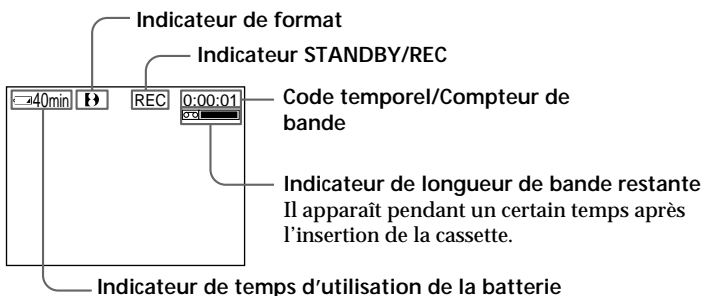 Indicateur de format
Indicateur STANDBY/REC
40min REC 0:00:01
Code temporel/Compteur de
bande
Indicateur de longueur de bande restante
Il apparaît pendant un certain temps après
l'insertion de la cassette.
Indicateur de temps d'utilisation de la batterie